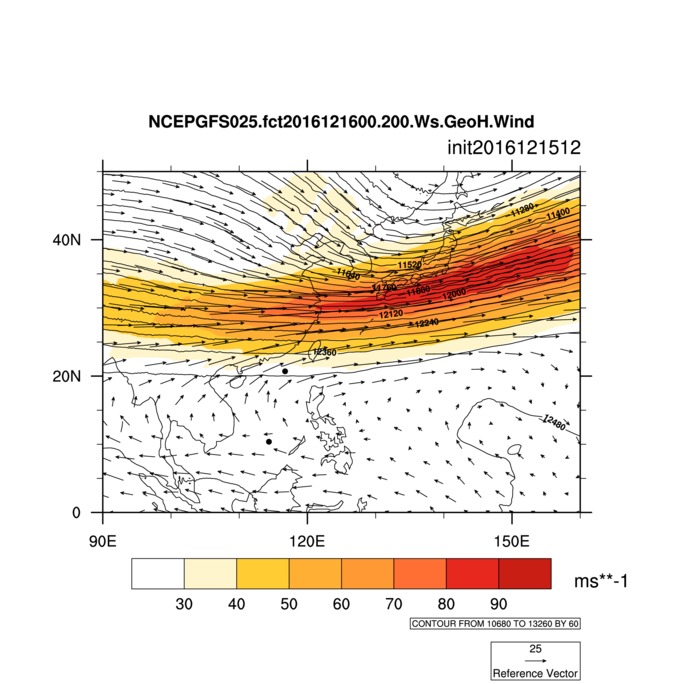 NCEPGFS025.fct2016121600.200.Ws.GeoH.Wind
init2016121512
11280
11400
40N
11520
11640
11760
11880
12000
12120
12240
12360
20N
12480
0
90E 120E 150E
ms**-1
30 40 50 60 70 80 90
CONTOUR FROM 10680 TO 13260 BY 60
25
Reference Vector